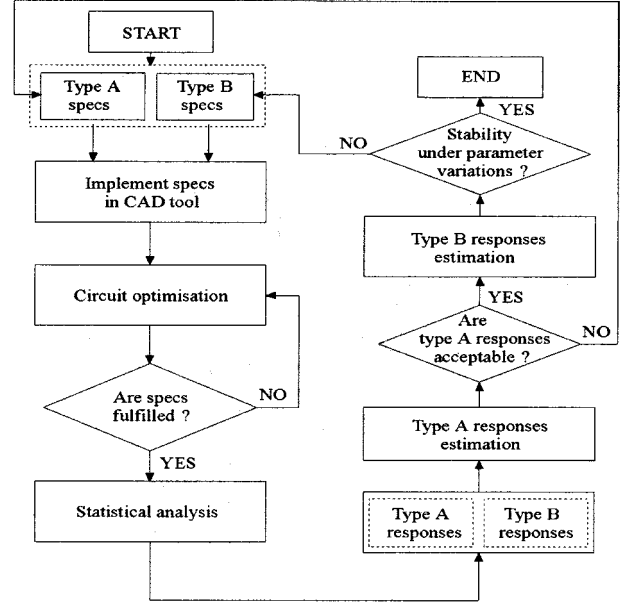 START
Type A
specs
Type B
specs
Implement specs
in CAD tool
Circuit optimisation
Are specs
fulfilled ?
NO
YES
Statistical analysis
END
YES
NO
Stability
under parameter
variations ?
Type B responses
estimation
YES
Are
type A responses
acceptable ?
NO
Type A responses
estimation
Type A
responses
Type B
responses